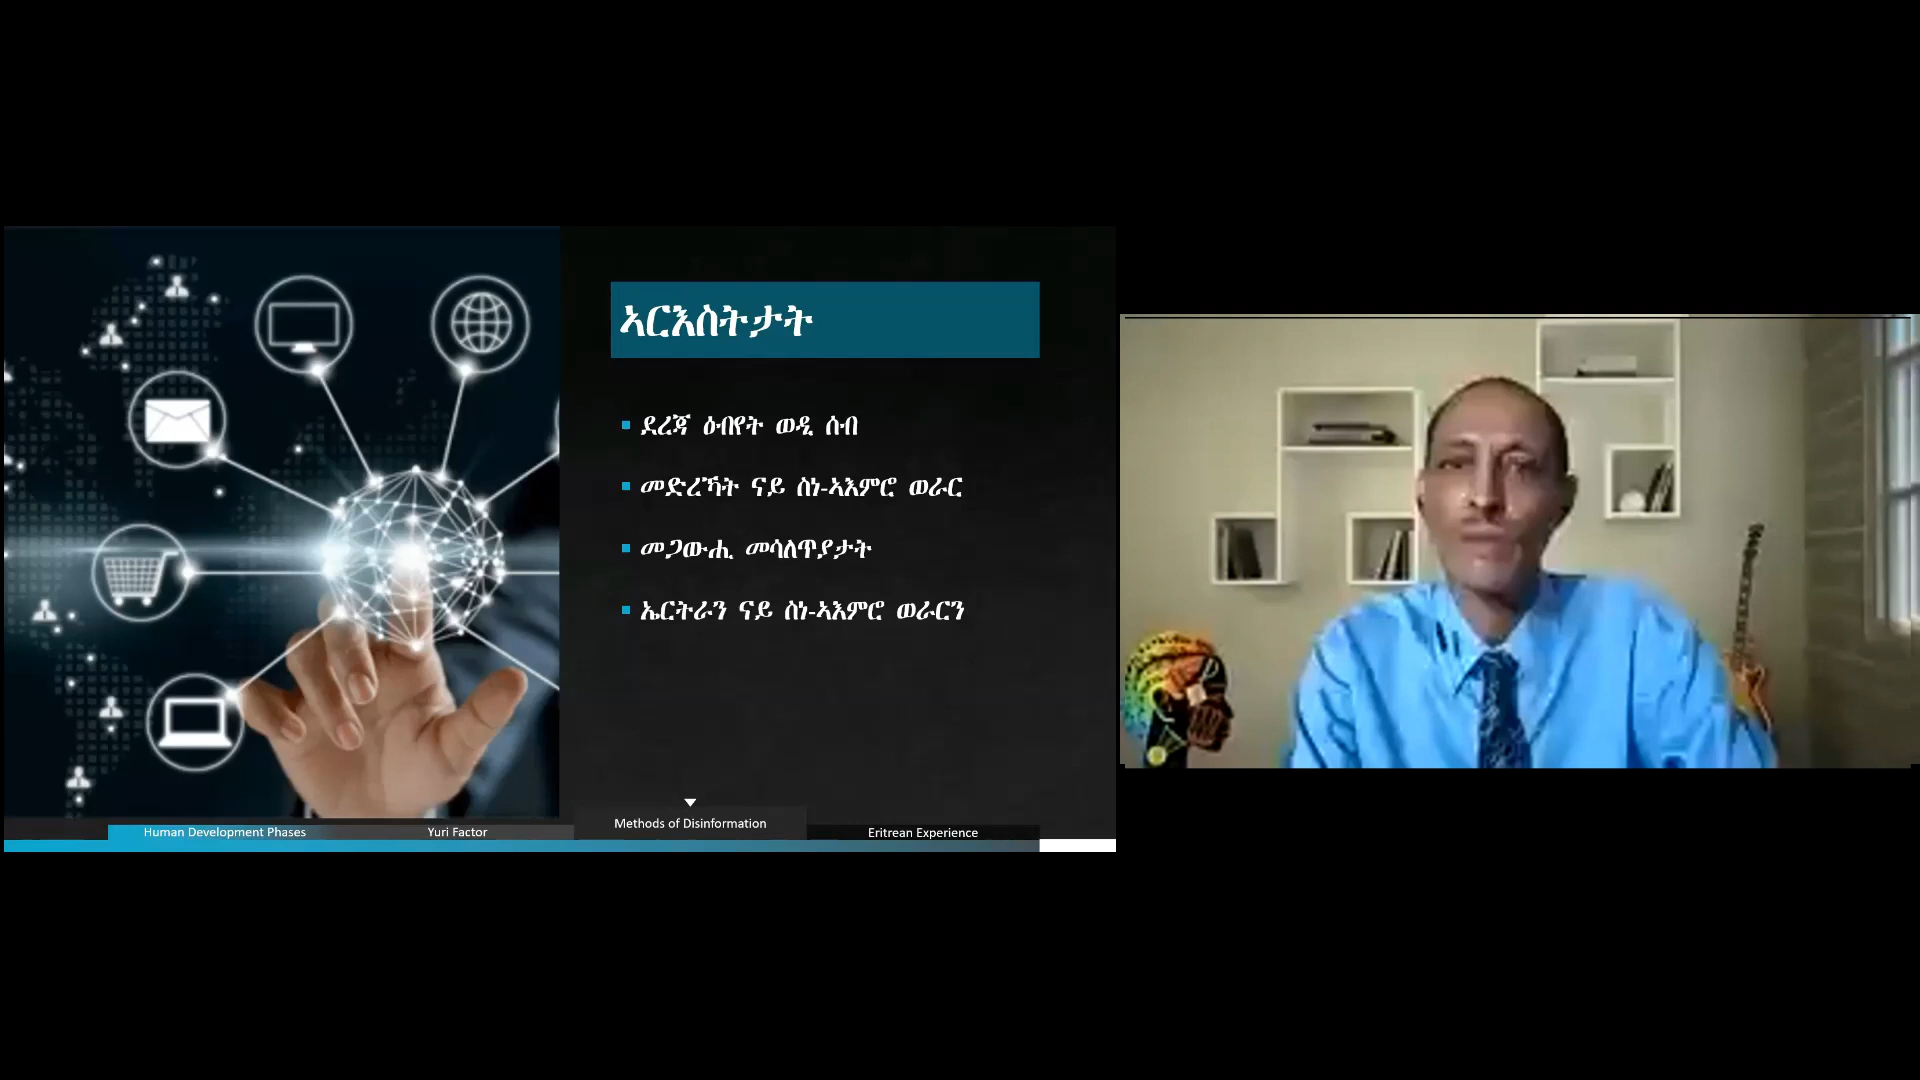 ኣርእስትታት
ደረጃ ዕብየት ወዲ ሰብ
መድረኻት ናይ ስነ-ኣእምሮ ወራር
መጋውሒ መሳለጥያታት
ኤርትራን ናይ ስነ-ኣእምሮ ወራርን
Human Development Phases
Yuri Factor
Methods of Disinformation
Eritrean Experience